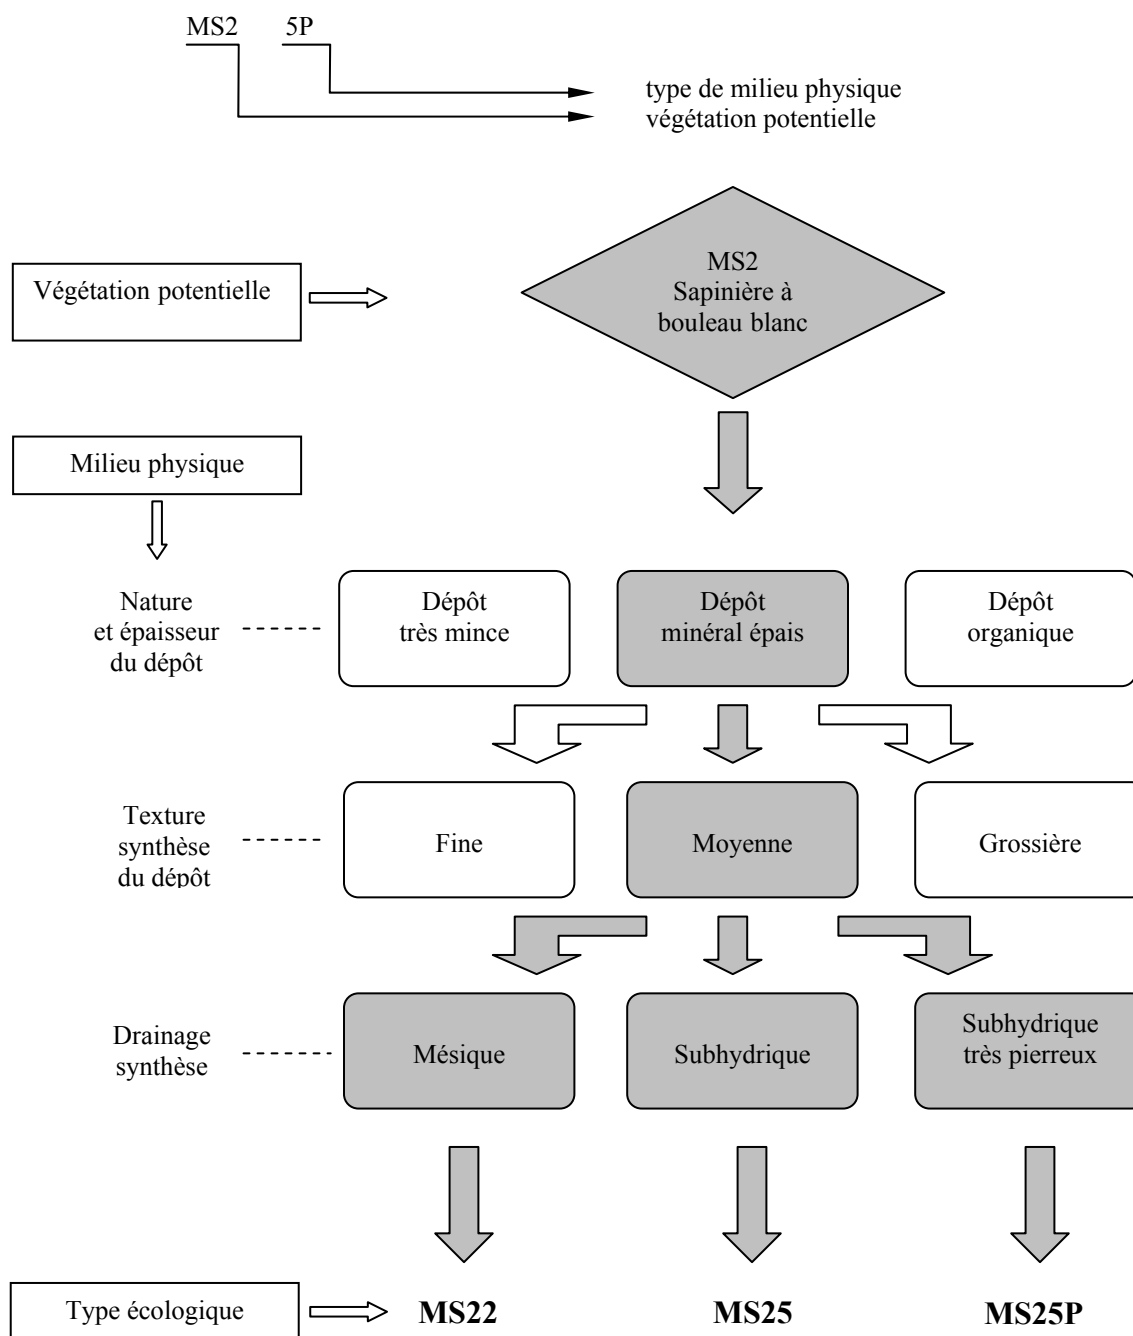 MS2 5P
type de milieu physique
végétation potentielle
MS2
Sapinière à
bouleau blanc
Végétation potentielle
Milieu physique
Nature
et épaisseur
du dépôt
Dépôt
très mince
Dépôt
minéral épais
Dépôt
organique
Texture
synthèse
du dépôt
Fine
Moyenne
Grossière
Drainage
synthèse
Mésique
Subhydrique
Subhydrique
très pierreux
Type écologique
MS22
MS25
MS25P